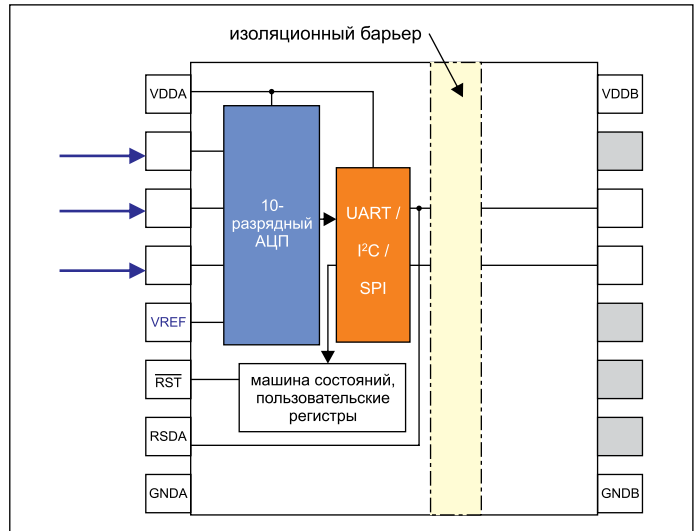 изоляционный барьер
VDDA
VDDB
10-
разрядный
АЦП
UART /
I²C /
SPI
VREF
RST
машина состояний,
пользовательские
регистры
RSDA
GNDA
GNDB